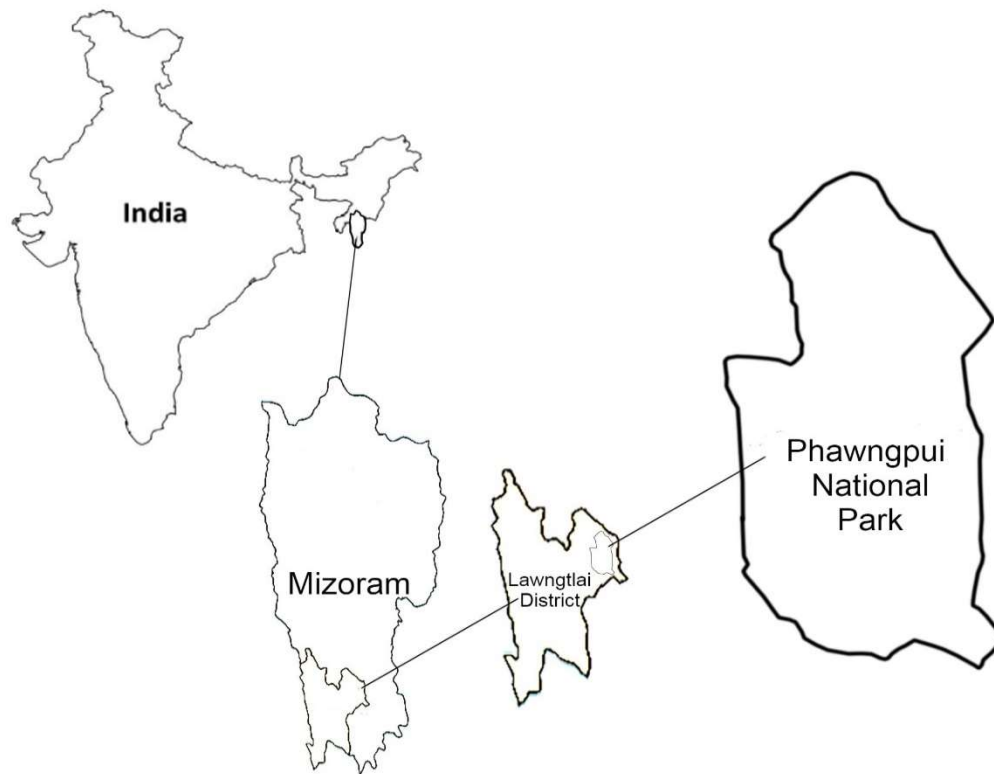 India
Mizoram
Lawngtlai
District
Phawngpui
National
Park